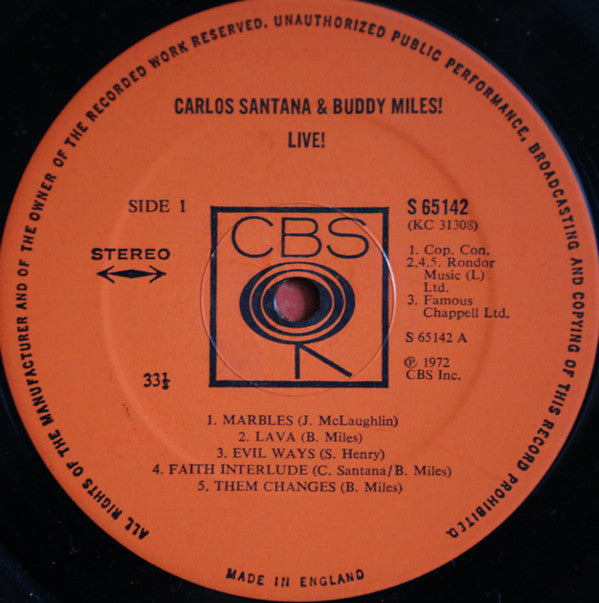 ALL RIGHTS OF THE MANUFACTURER AND OF THE OWNER OF THE RECORDED WORK RESERVED. UNAUTHORIZED PUBLIC PERFORMANCE, BROADCASTING AND COPYING OF THIS RECORD PROHIBITED.
CARLOS SANTANA & BUDDY MILES!
LIVE!
SIDE 1
STEREO
33⅓
CBS
S 65142
(KC 31308)
1. Cop. Con.
2,4,5. Rondor
Music (L)
Ltd.
3. Famous
Chappell Ltd.
S 65142 A
℗ 1972
CBS Inc.
1. MARBLES (J. McLaughlin)
2. LAVA (B. Miles)
3. EVIL WAYS (S. Henry)
4. FAITH INTERLUDE (C. Santana/B. Miles)
5. THEM CHANGES (B. Miles)
MADE IN ENGLAND